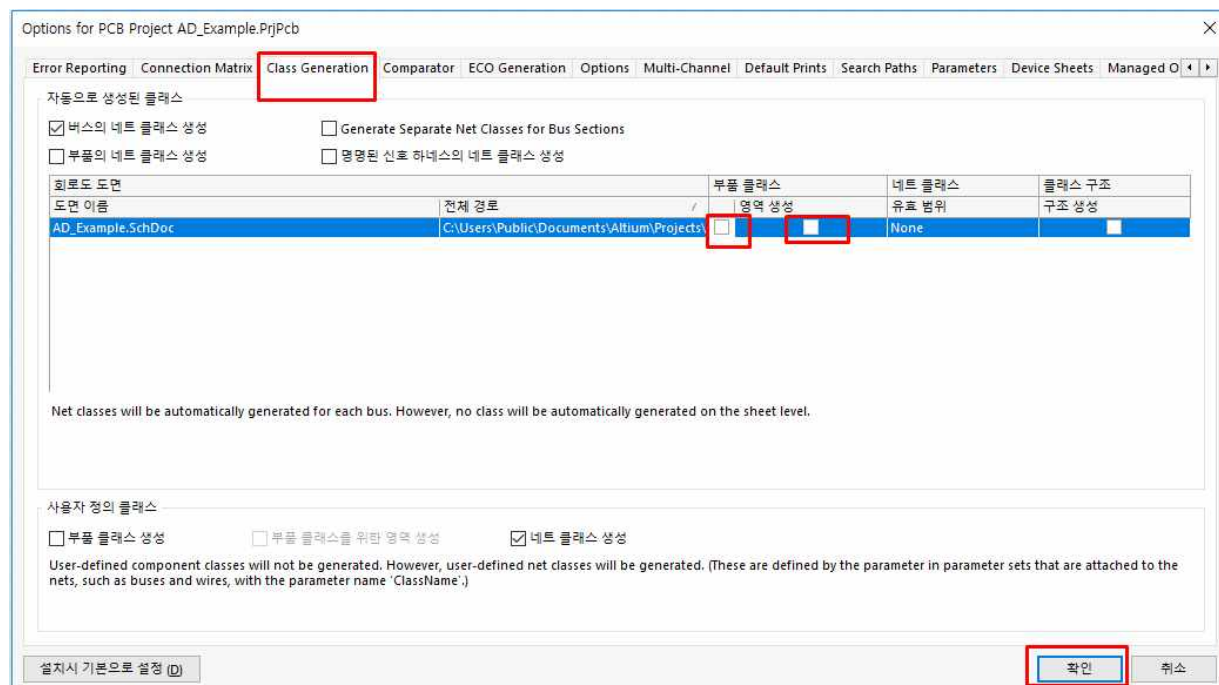 Options for PCB Project AD_Example.PrjPcb
Error Reporting Connection Matrix Class Generation Comparator ECO Generation Options Multi-Channel Default Prints Search Paths Parameters Device Sheets Managed O
자동으로 생성된 클래스
버스의 네트 클래스 생성 Generate Separate Net Classes for Bus Sections
부품의 네트 클래스 생성 명명된 신호 하네스의 네트 클래스 생성
회로도 도면 부품 클래스 네트 클래스 클래스 구조
도면 이름 전체 경로 / 영역 생성 유효 범위 구조 생성
AD_Example.SchDoc C:\Users\Public\Documents\Altium\Projects\ None
Net classes will be automatically generated for each bus. However, no class will be automatically generated on the sheet level.
사용자 정의 클래스
부품 클래스 생성 부품 클래스를 위한 영역 생성 네트 클래스 생성
User-defined component classes will not be generated. However, user-defined net classes will be generated. (These are defined by the parameter in parameter sets that are attached to the
nets, such as buses and wires, with the parameter name 'ClassName'.)
설치시 기본으로 설정 (D) 확인 취소